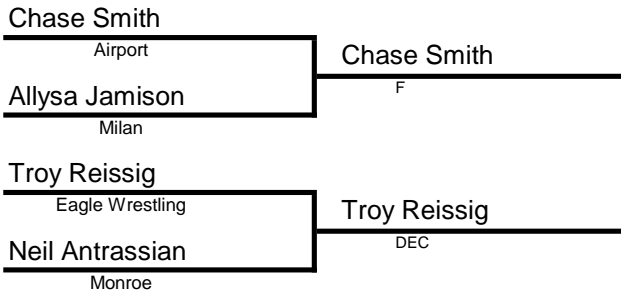 Chase Smith
Airport
Chase Smith
F
Allysa Jamison
Milan
Troy Reissig
Eagle Wrestling
Troy Reissig
DEC
Neil Antrassian
Monroe